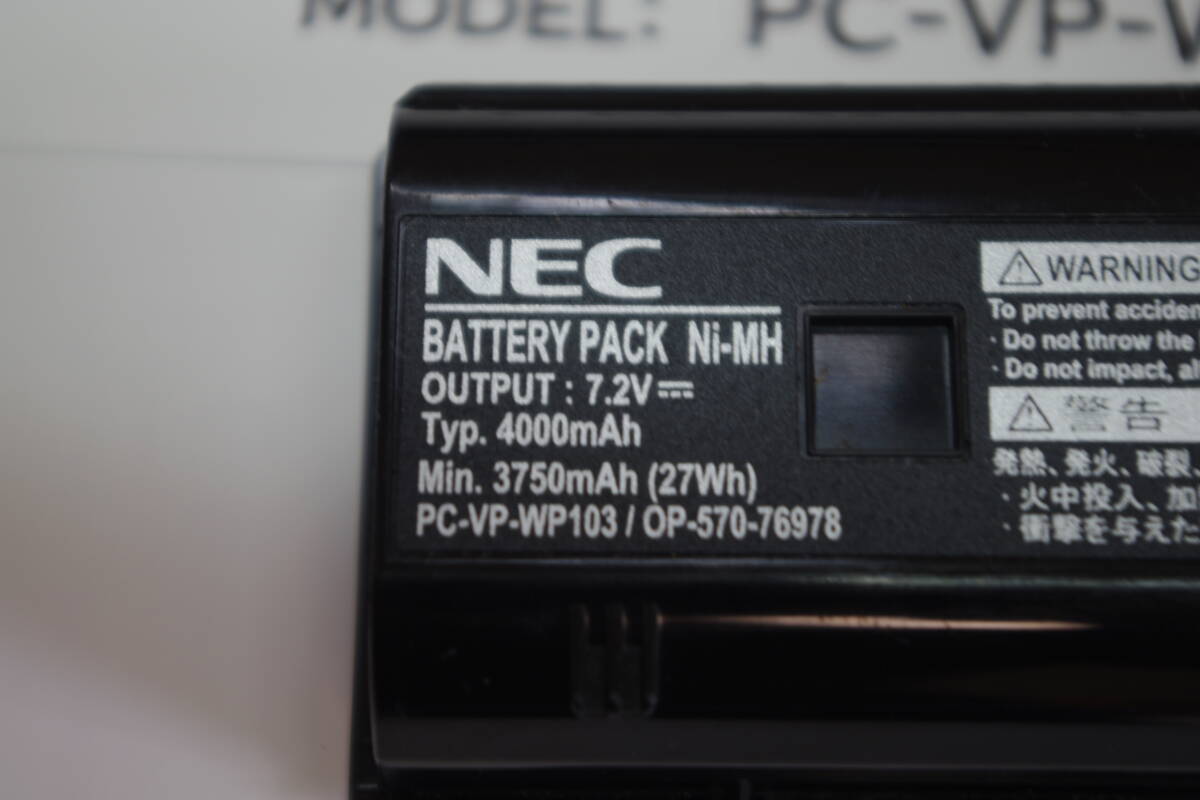 MODEL: PC-VP-W
NEC
BATTERY PACK Ni-MH
OUTPUT : 7.2V⎓
Typ. 4000mAh
Min. 3750mAh (27Wh)
PC-VP-WP103 / OP-570-76978
⚠WARNING
To prevent acciden
· Do not throw the
· Do not impact, al
⚠警告
発熱、発火、破裂、
・火中投入、加
・衝撃を与えた